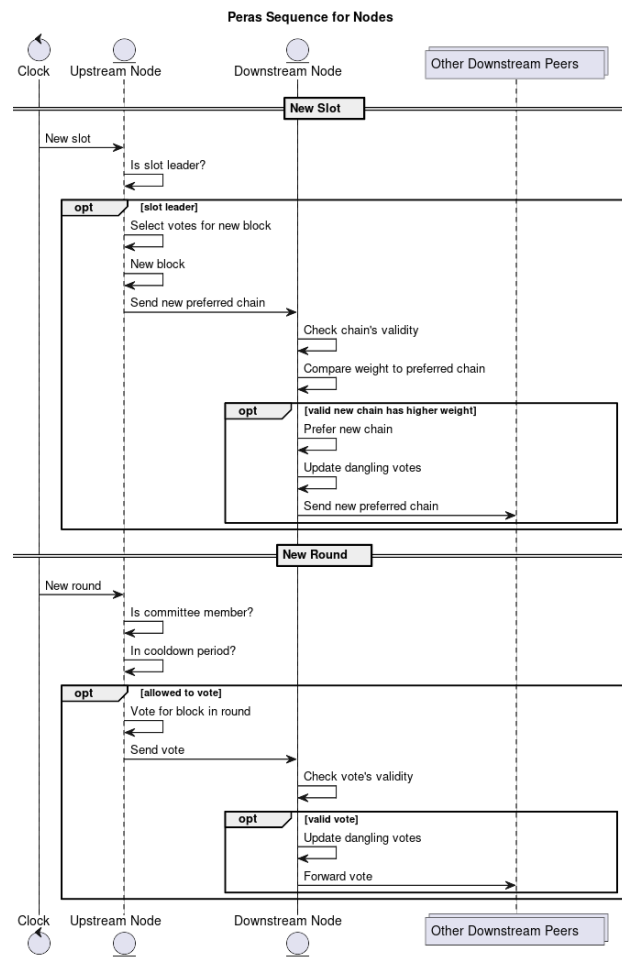 Peras Sequence for Nodes
Clock
Upstream Node
Downstream Node
Other Downstream Peers
New Slot
New slot
Is slot leader?
opt
[slot leader]
Select votes for new block
New block
Send new preferred chain
Check chain's validity
Compare weight to preferred chain
opt
[valid new chain has higher weight]
Prefer new chain
Update dangling votes
Send new preferred chain
New Round
New round
Is committee member?
In cooldown period?
opt
[allowed to vote]
Vote for block in round
Send vote
Check vote's validity
opt
[valid vote]
Update dangling votes
Forward vote
Clock
Upstream Node
Downstream Node
Other Downstream Peers